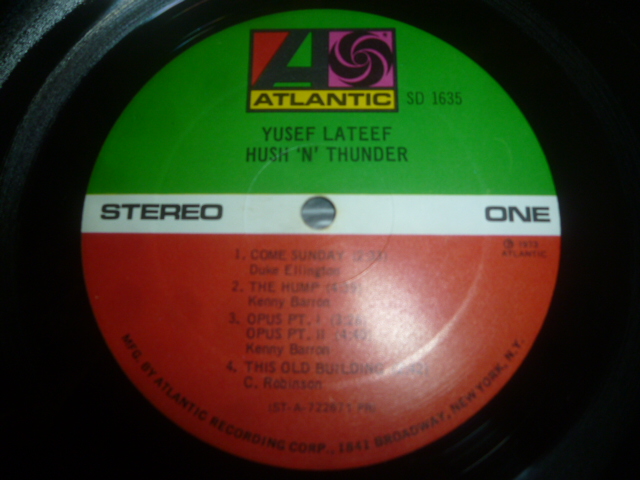 ATLANTIC
SD 1635
YUSEF LATEEF
HUSH 'N' THUNDER
STEREO
ONE
℗ 1973
ATLANTIC
1. COME SUNDAY
Duke Ellington
2. THE HUMP
Kenny Barron
3. OPUS PT. I
OPUS PT. II
Kenny Barron
4. THIS OLD BUILDING
C. Robinson
MFG. BY ATLANTIC RECORDING CORP., 1841 BROADWAY, NEW YORK, N.Y.